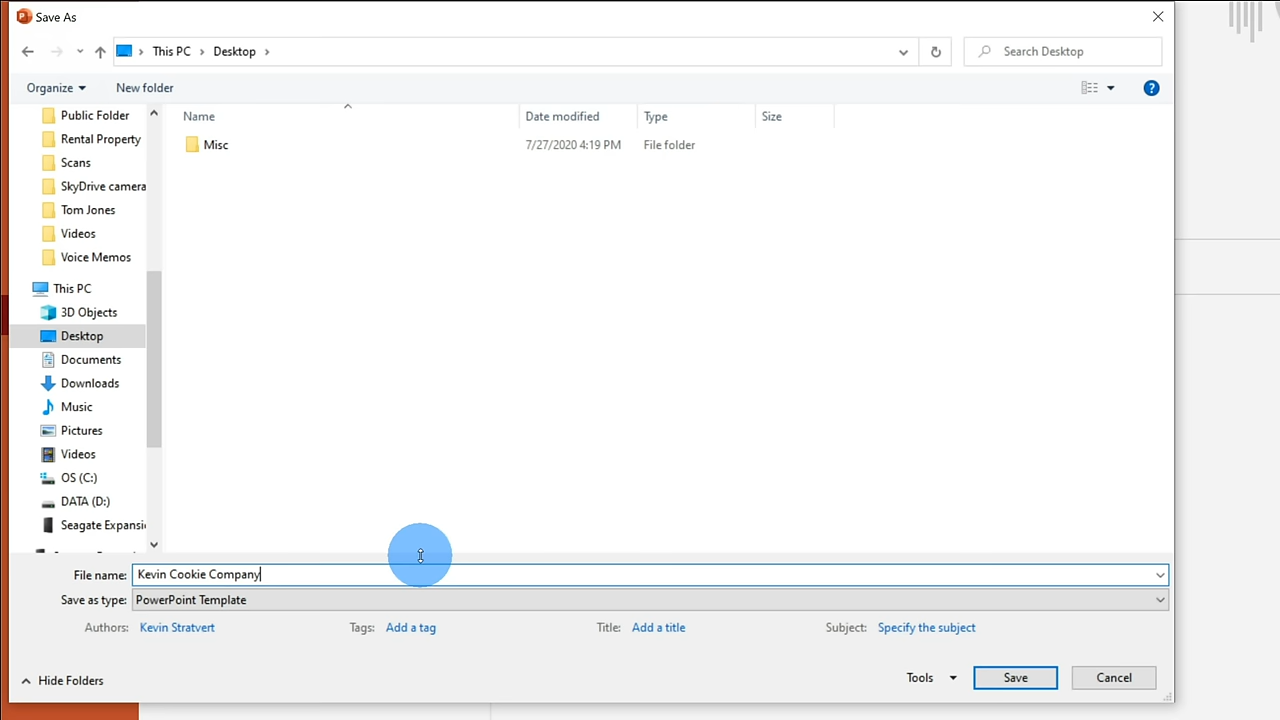 Save As
This PC > Desktop >
Search Desktop
Organize
New folder
Name
Date modified
Type
Size
Misc
7/27/2020 4:19 PM
File folder
Public Folder
Rental Property
Scans
SkyDrive camera
Tom Jones
Videos
Voice Memos
This PC
3D Objects
Desktop
Documents
Downloads
Music
Pictures
Videos
OS (C:)
DATA (D:)
Seagate Expansi
File name: Kevin Cookie Company
Save as type: PowerPoint Template
Authors: Kevin Stratvert
Tags: Add a tag
Title: Add a title
Subject: Specify the subject
Hide Folders
Tools
Save
Cancel